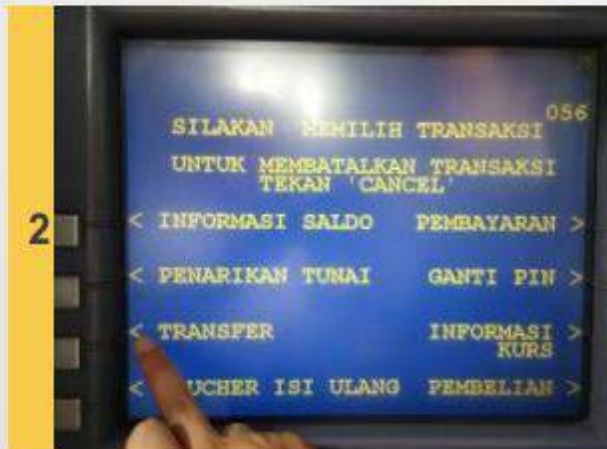 056
SILAKAN MEMILIH TRANSAKSI
UNTUK MEMBATALKAN TRANSAKSI
TEKAN 'CANCEL'
2
< INFORMASI SALDO PEMBAYARAN >
< PENARIKAN TUNAI GANTI PIN >
< TRANSFER INFORMASI >
KURS
< UCHER ISI ULANG PEMBELIAN >